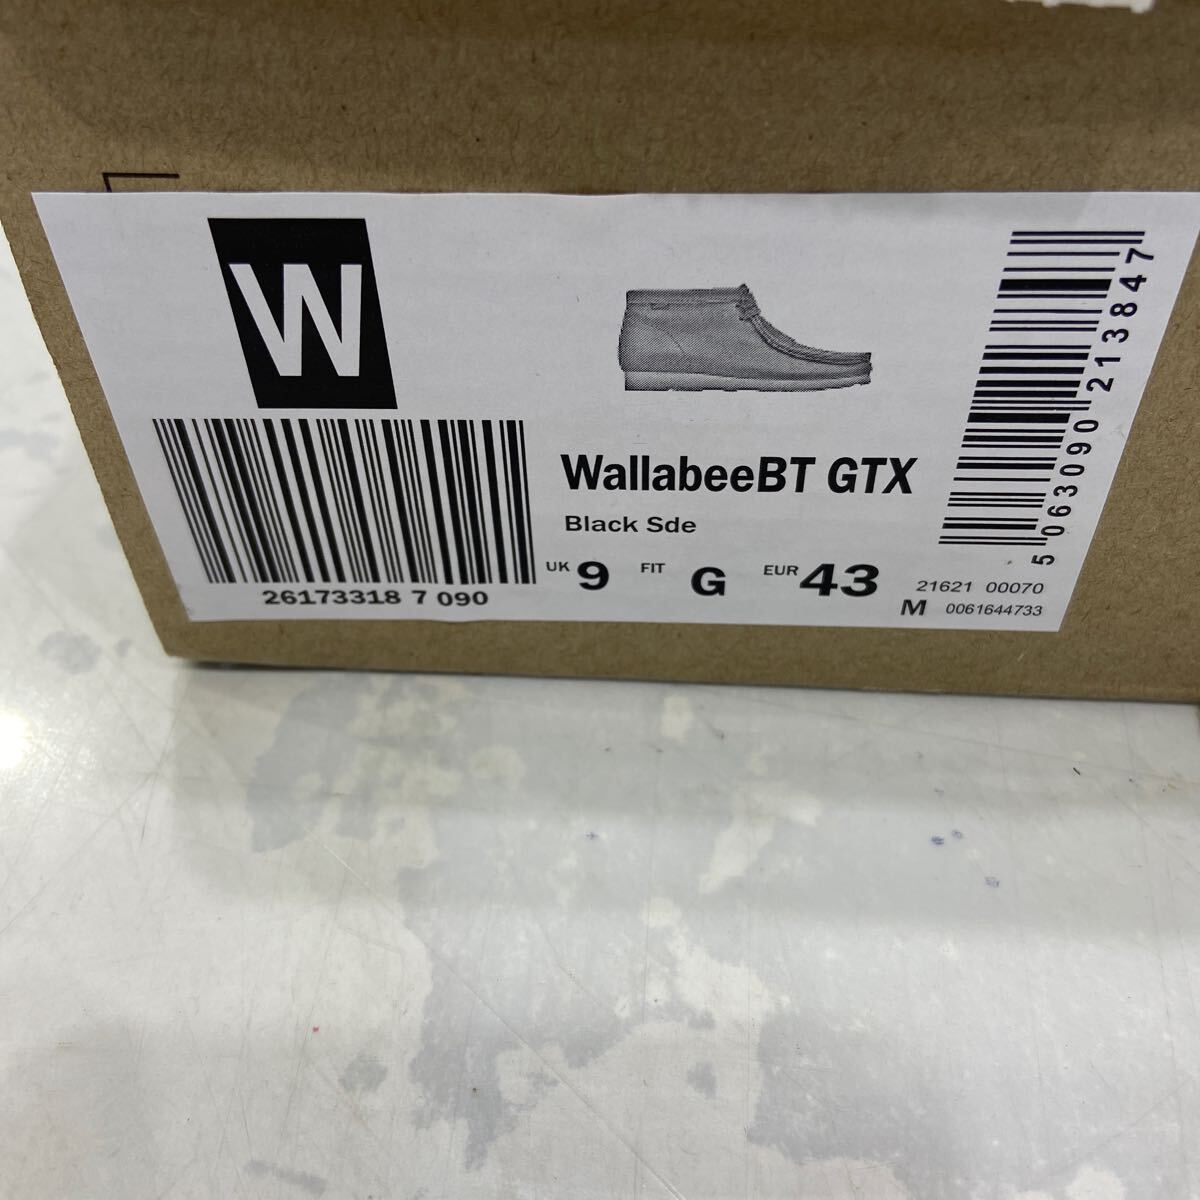 W
WallabeeBT GTX
Black Sde
UK 9 FIT G EUR 43
26173318 7 090
21621 00070
M 0061644733
5 063090 213847